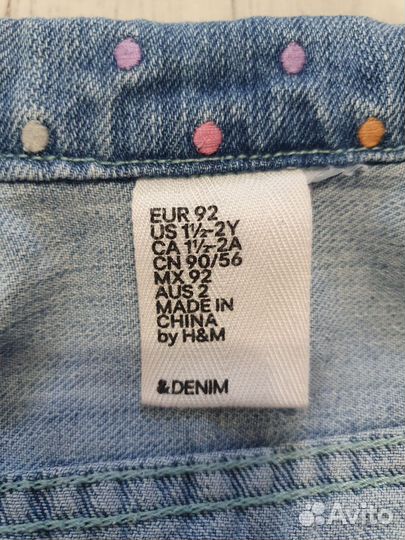 EUR 92
US 1½-2Y
CA 1½-2A
CN 90/56
MX 92
AUS 2
MADE IN
CHINA
by H&M
&DENIM
Avito